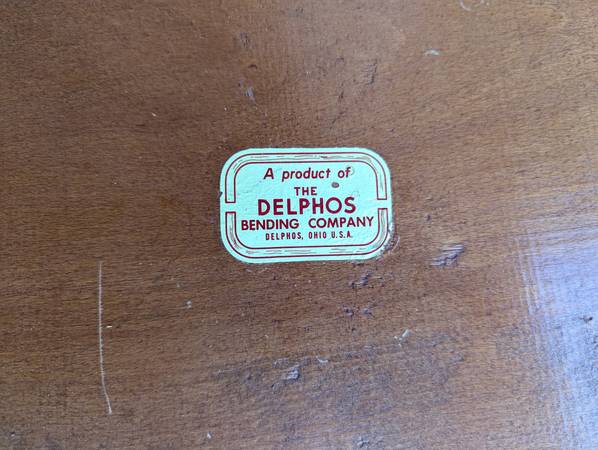 A product of
THE
DELPHOS
BENDING COMPANY
DELPHOS, OHIO U.S.A.